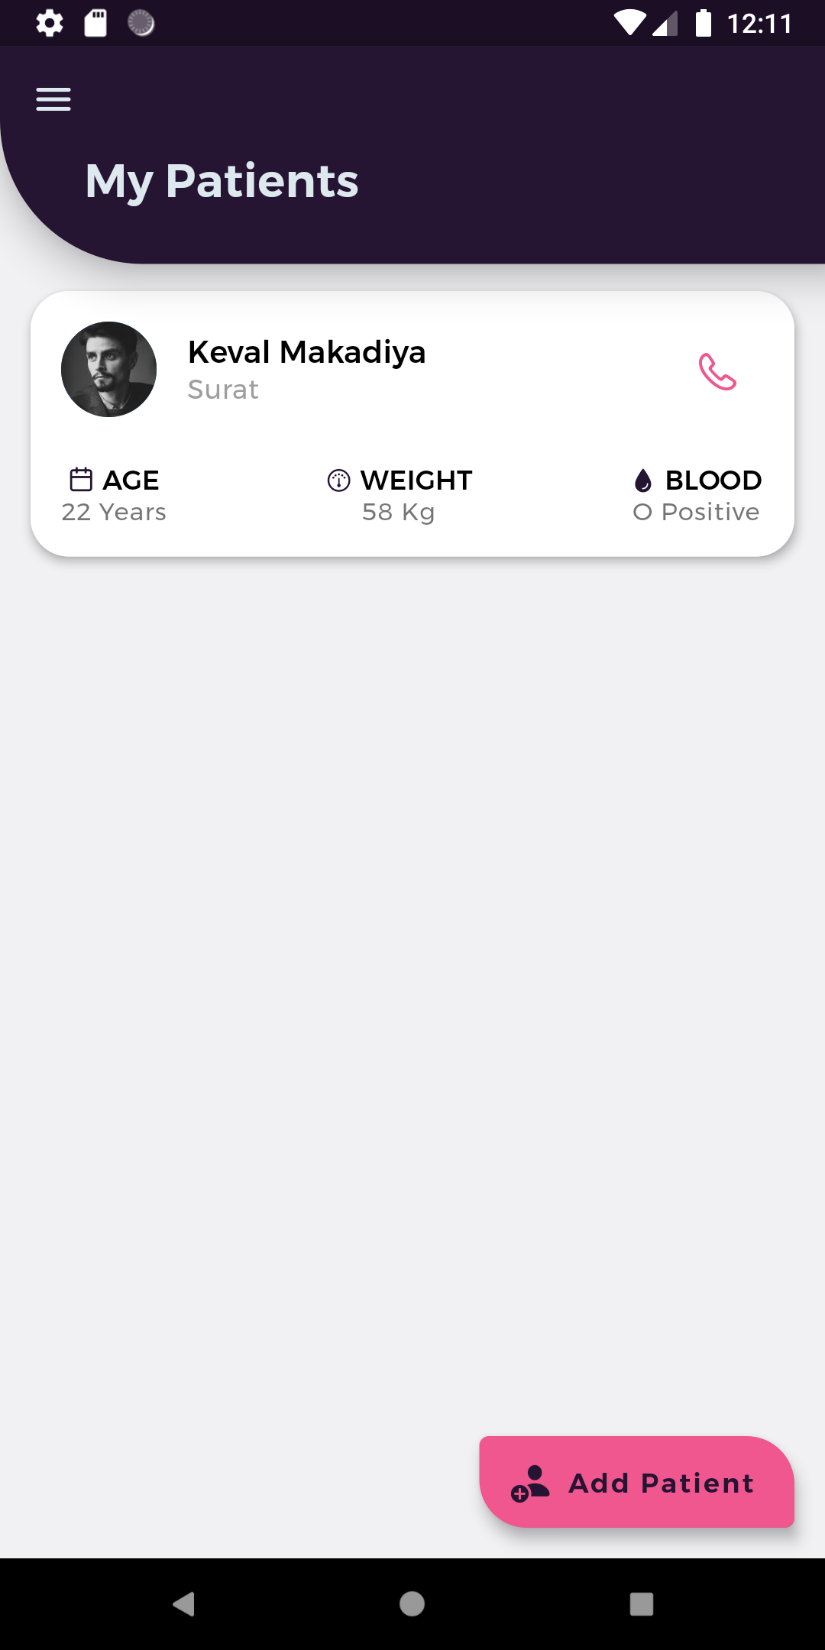 12:11
My Patients
Keval Makadiya
Surat
AGE WEIGHT BLOOD
22 Years 58 Kg O Positive
Add Patient